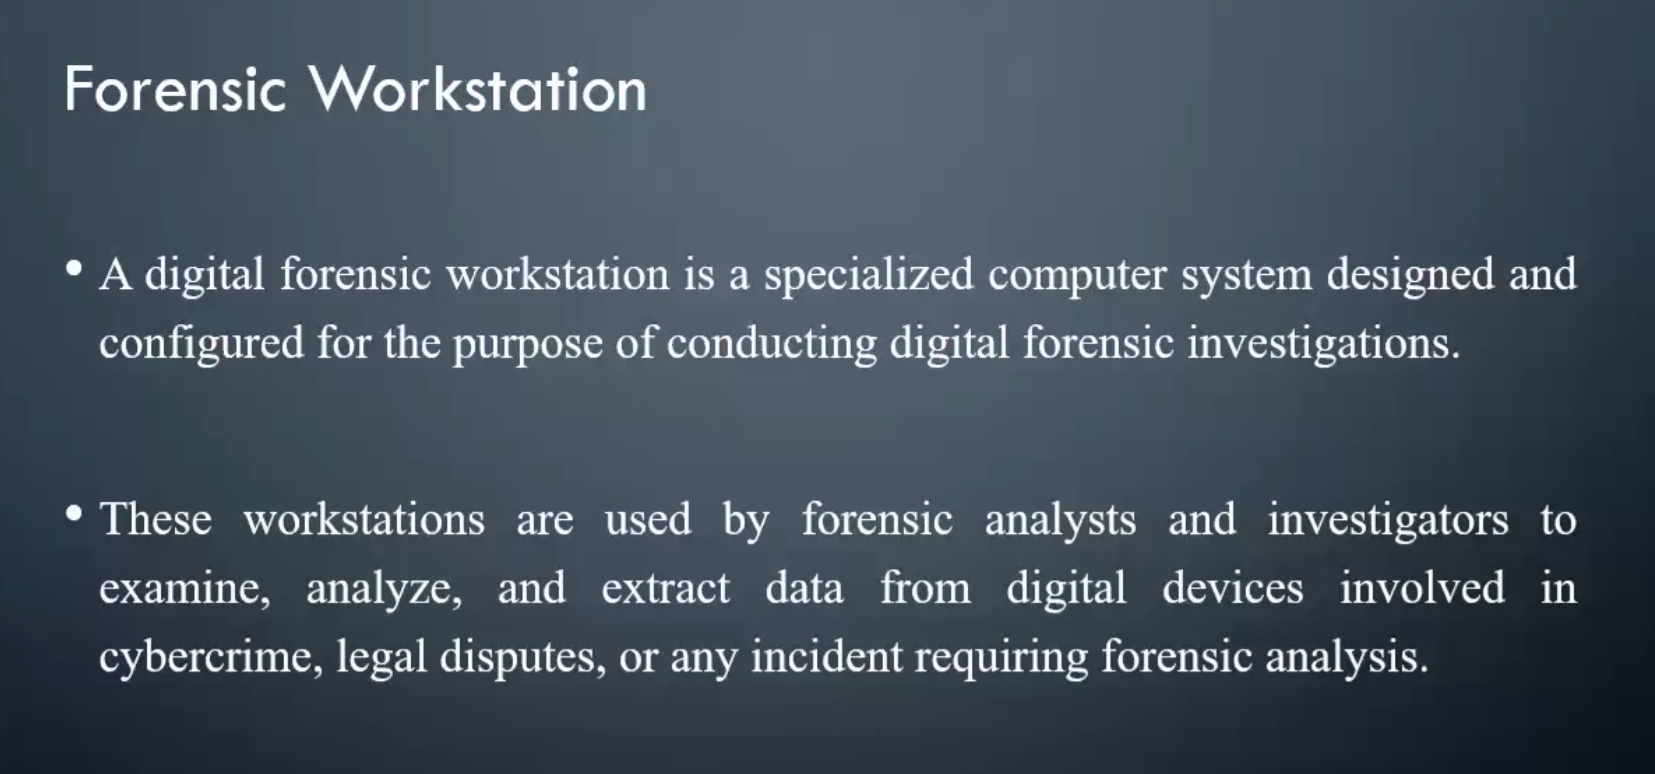 Forensic Workstation
• A digital forensic workstation is a specialized computer system designed and
configured for the purpose of conducting digital forensic investigations.
• These workstations are used by forensic analysts and investigators to
examine, analyze, and extract data from digital devices involved in
cybercrime, legal disputes, or any incident requiring forensic analysis.